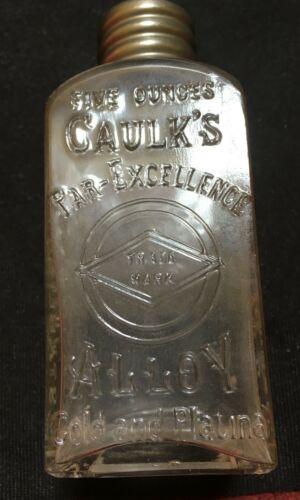 FIVE OUNCES
CAULK'S
PAR-EXCELLENCE
TRADE
MARK
ALLOY
Gold and Platina